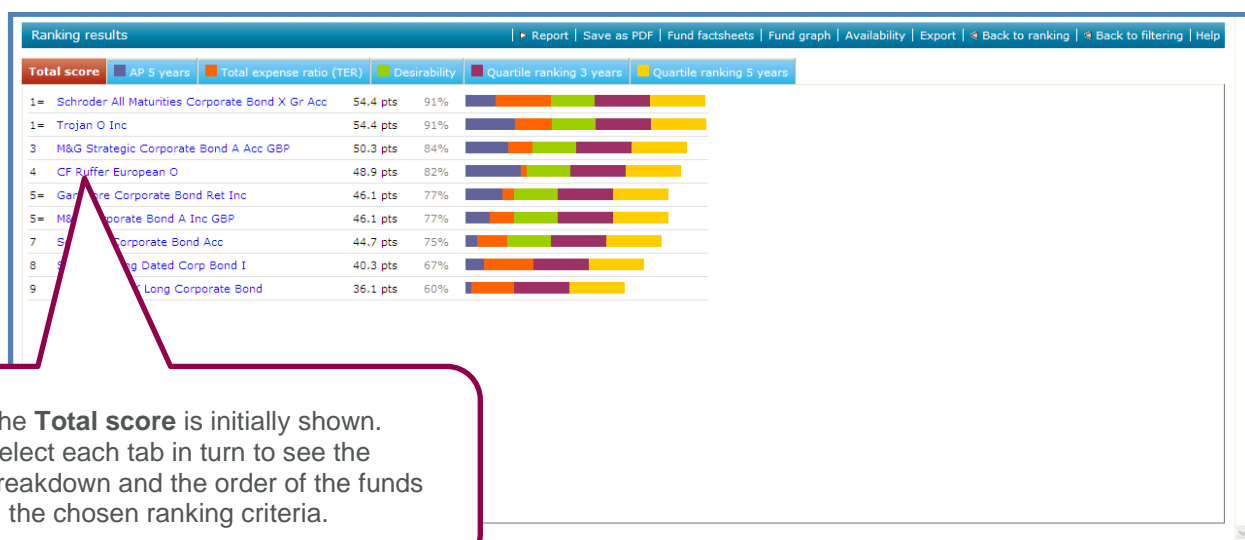 Ranking results | Report | Save as PDF | Fund factsheets | Fund graph | Availability | Export | Back to ranking | Back to filtering | Help
Total score AP 5 years Total expense ratio (TER) Desirability Quartile ranking 3 years Quartile ranking 5 years
1= Schroder All Maturities Corporate Bond X Gr Acc 54.4 pts 91%
1= Trojan O Inc 54.4 pts 91%
3 M&G Strategic Corporate Bond A Acc GBP 50.3 pts 84%
4 CF Ruffer European O 48.9 pts 82%
5= Corporate Bond Ret Inc 46.1 pts 77%
5= Bond A Inc GBP 46.1 pts 77%
7 Corporate Bond Acc 44.7 pts 75%
8 Dated Corp Bond I 40.3 pts 67%
9 Long Corporate Bond 36.1 pts 60%
he Total score is initially shown.
elect each tab in turn to see the
reakdown and the order of the funds
the chosen ranking criteria.